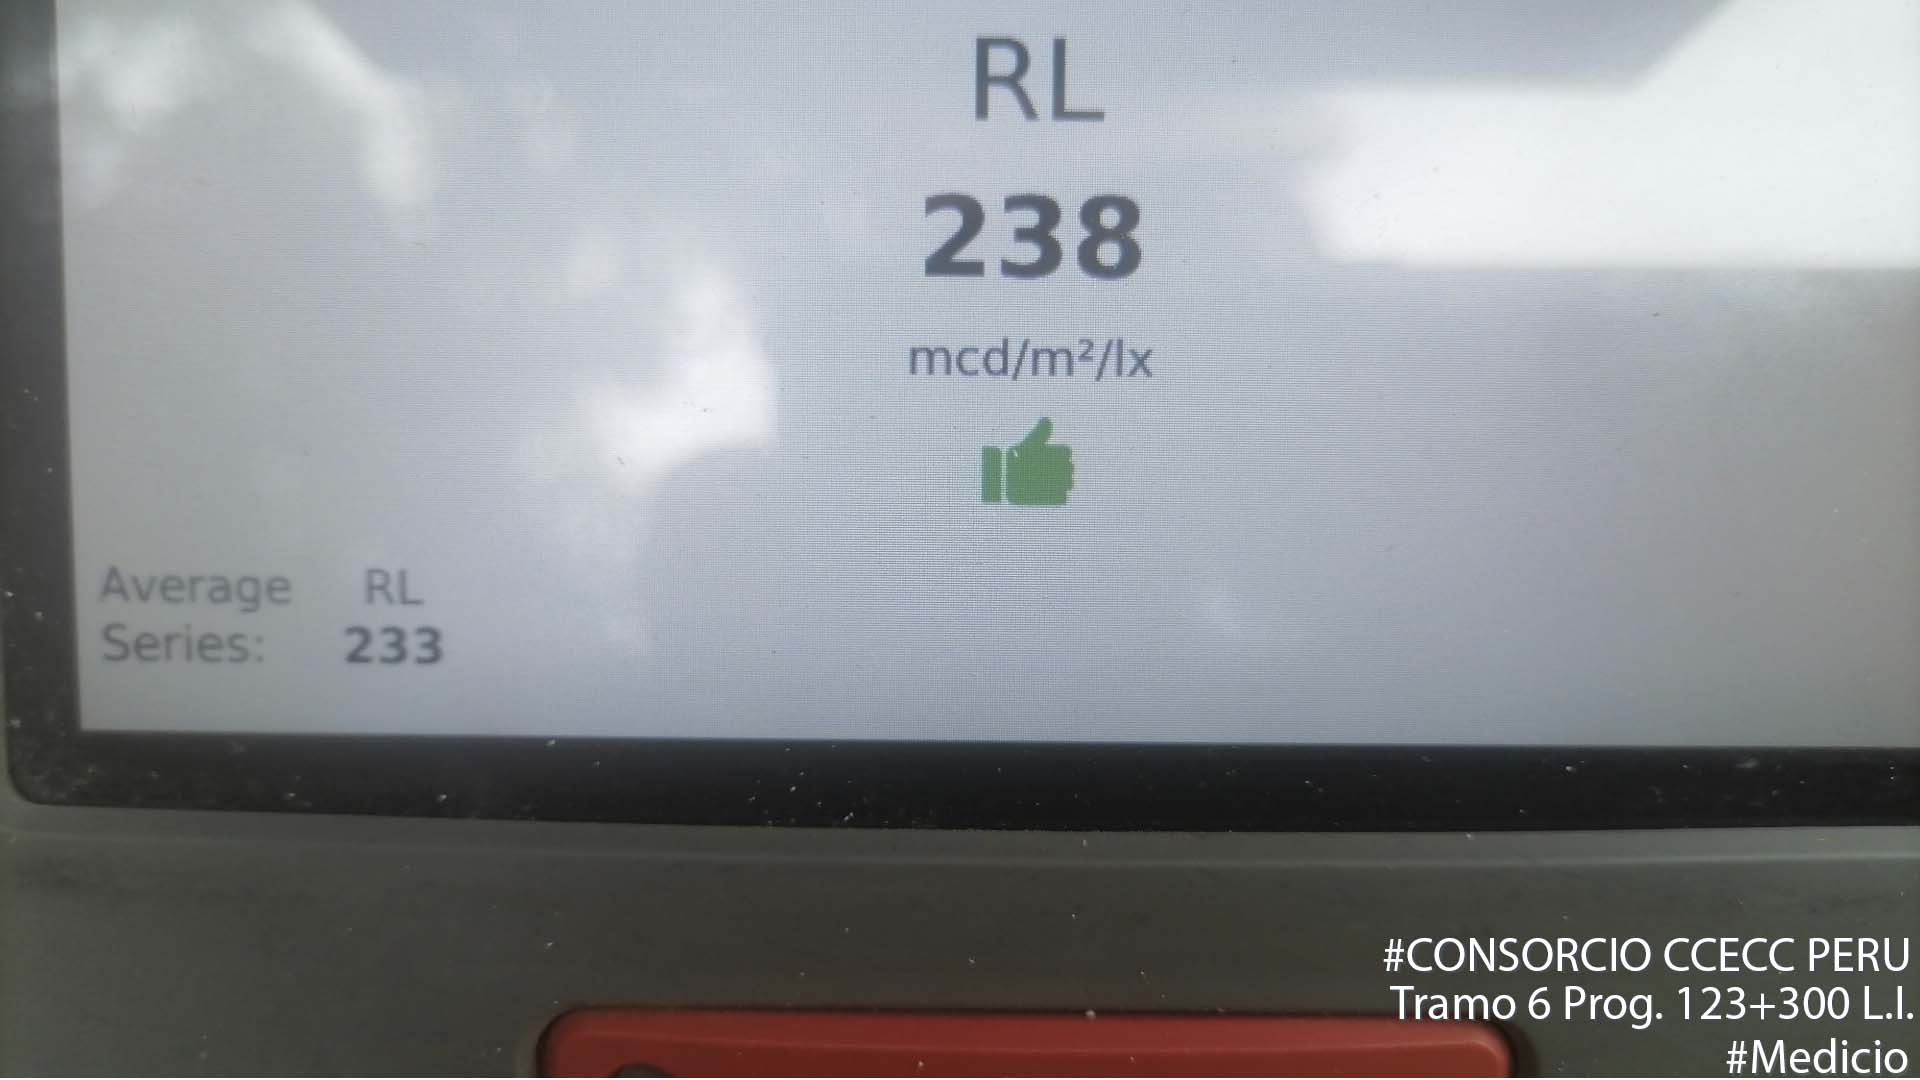 RL
238
mcd/m²/lx
Average RL
Series: 233
#CONSORCIO CCECC PERU
Tramo 6 Prog. 123+300 L.I.
#Medicio